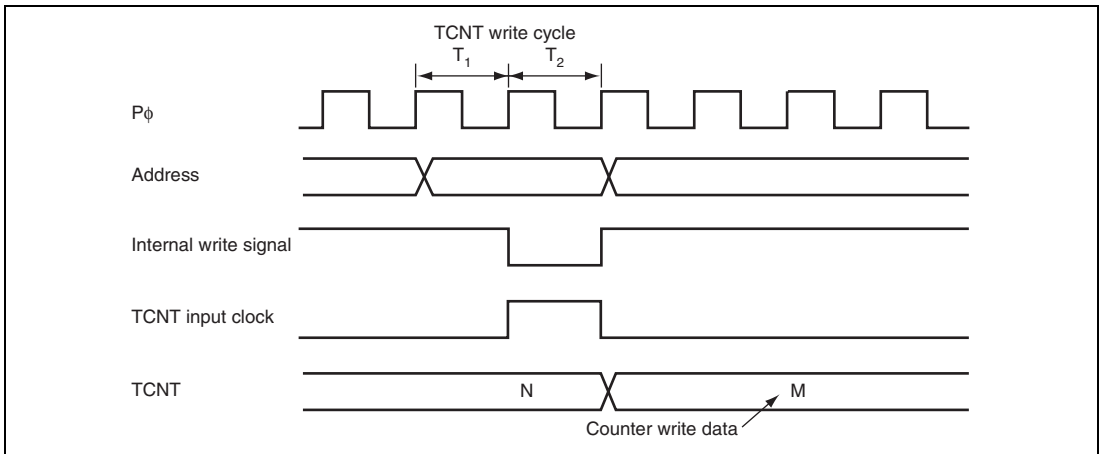 TCNT write cycle
T1 T2
Pφ
Address
Internal write signal
TCNT input clock
TCNT N M
Counter write data